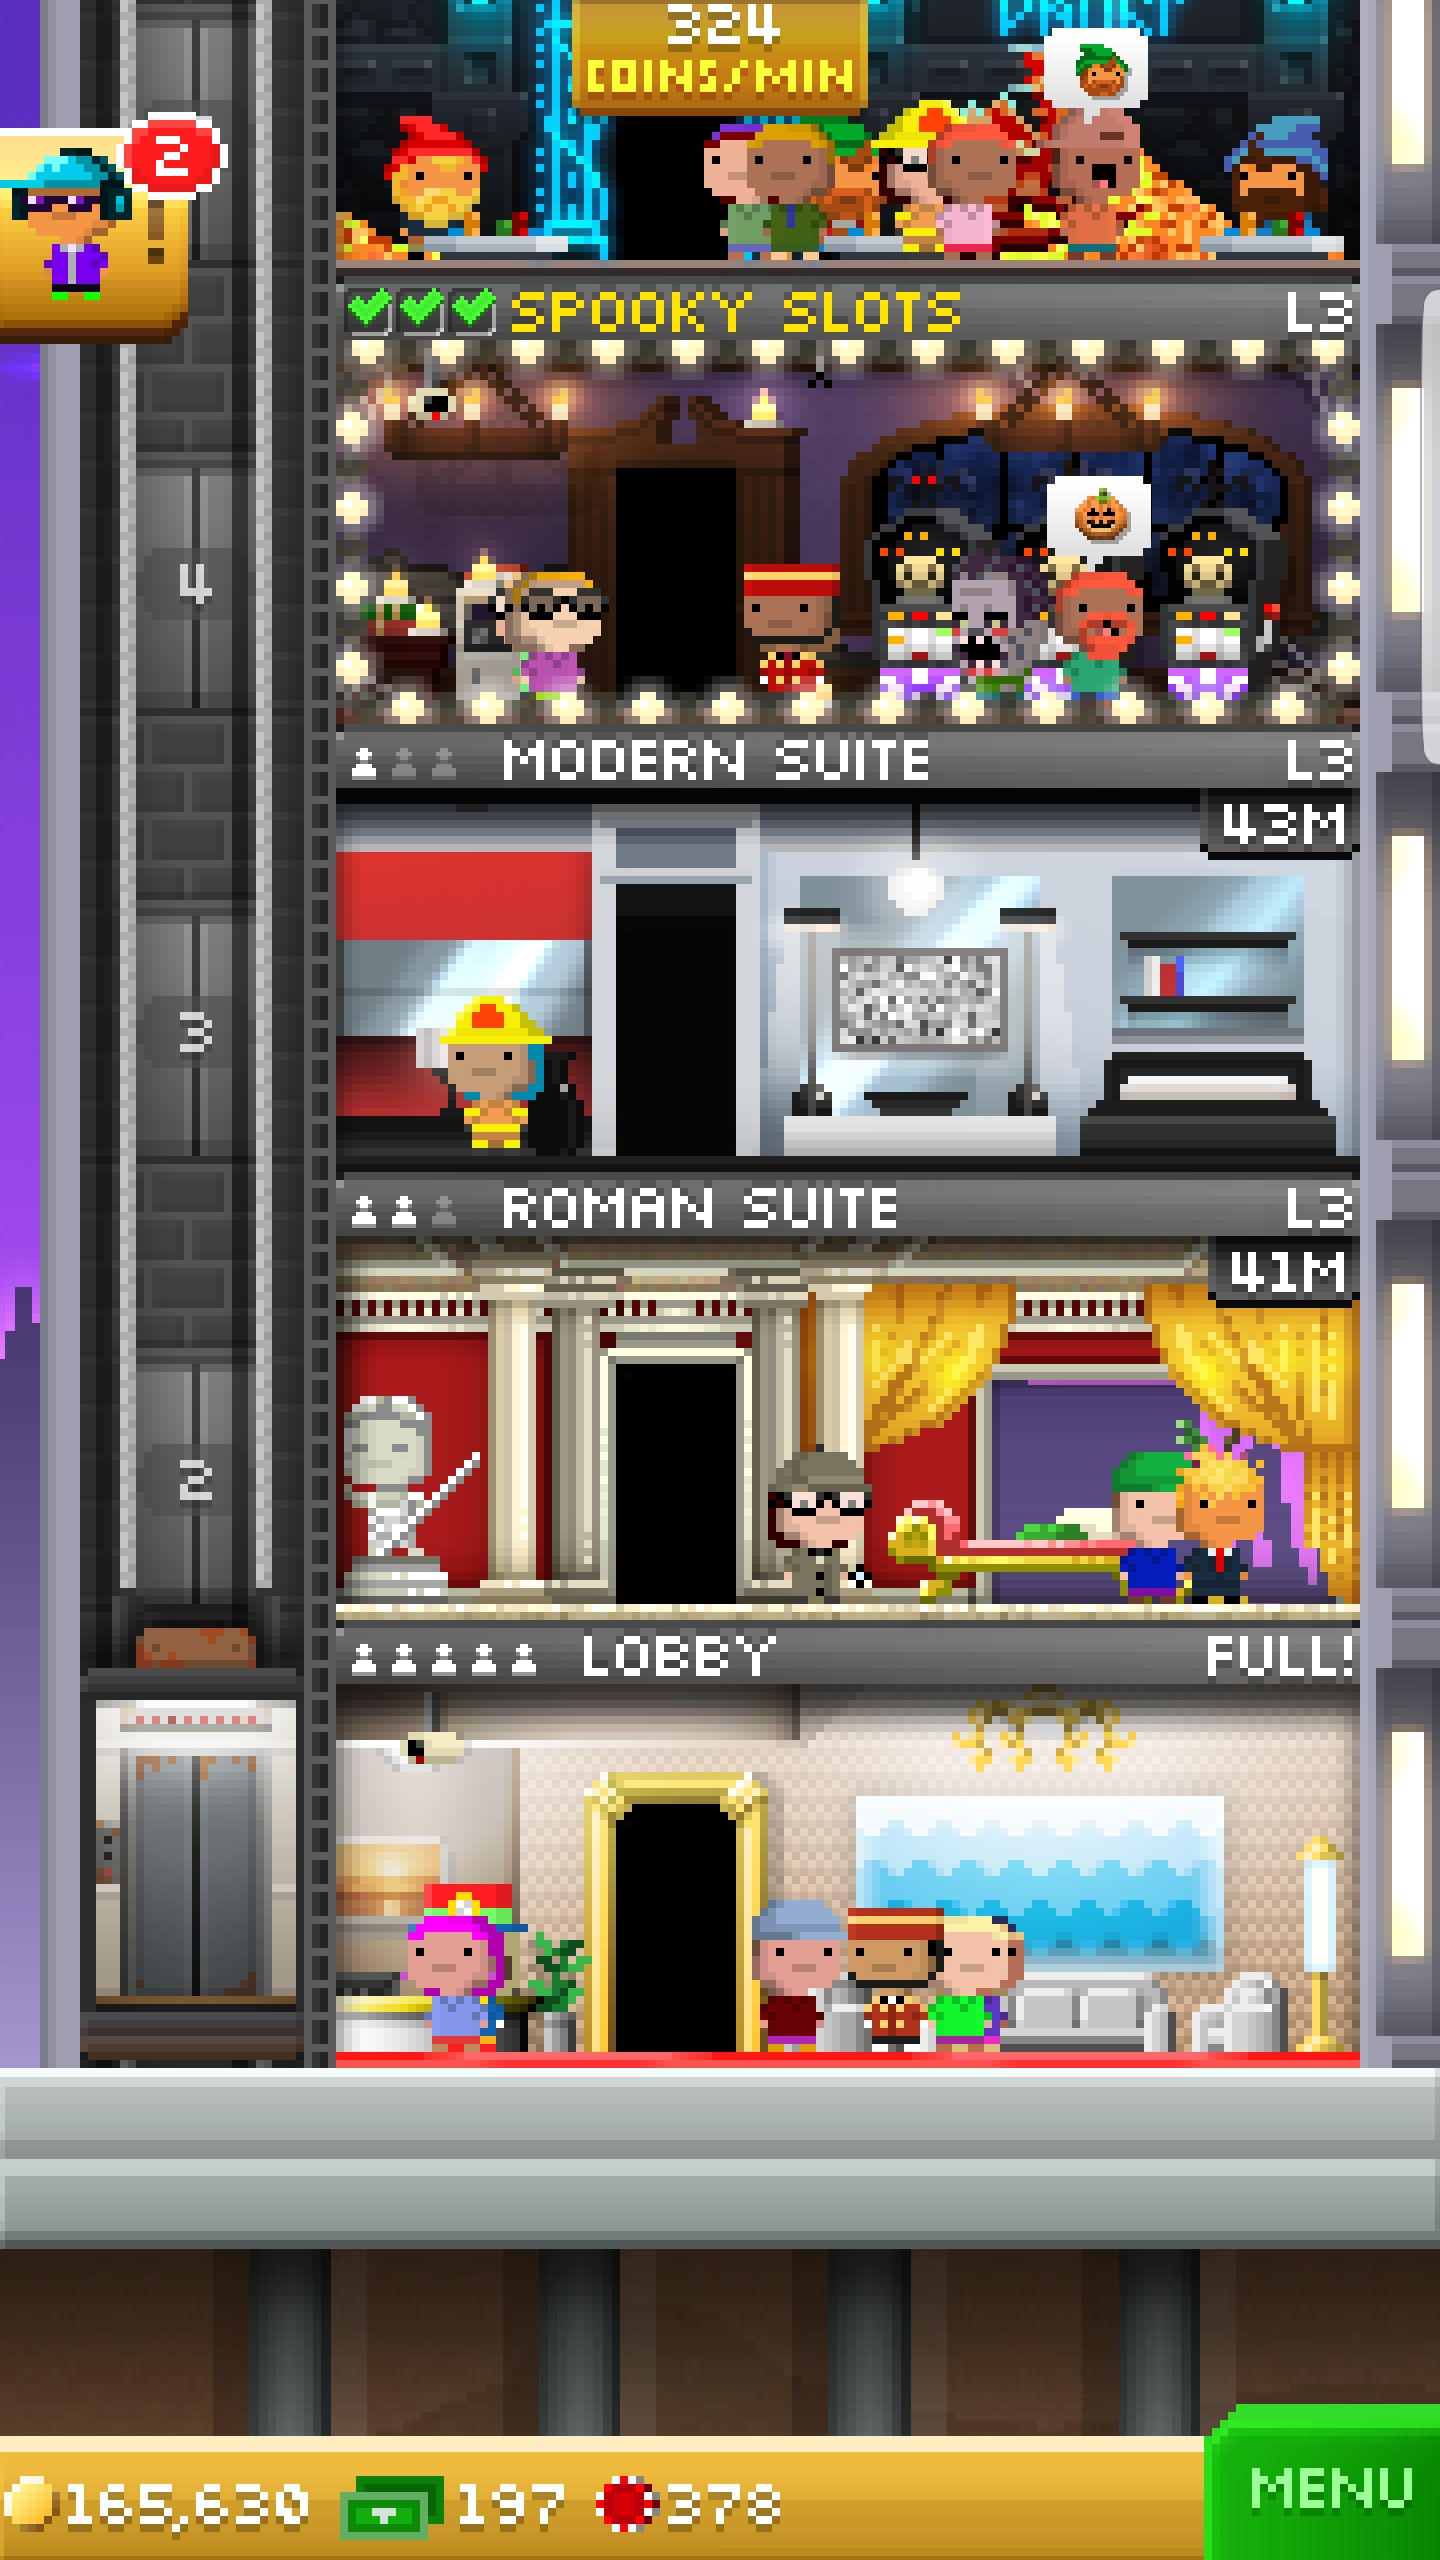 324
COINS/MIN
2
SPOOKY SLOTS L3
4
MODERN SUITE L3
43M
3
ROMAN SUITE L3
41M
2
LOBBY FULL!
165,630 197 378
MENU